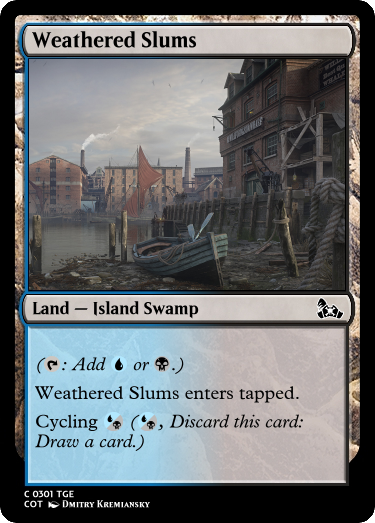 Weathered Slums
Land — Island Swamp
(: Add or .)
Weathered Slums enters tapped.
Cycling (, Discard this card:
Draw a card.)
C 0301 TGE
COT Dmitry Kremiansky